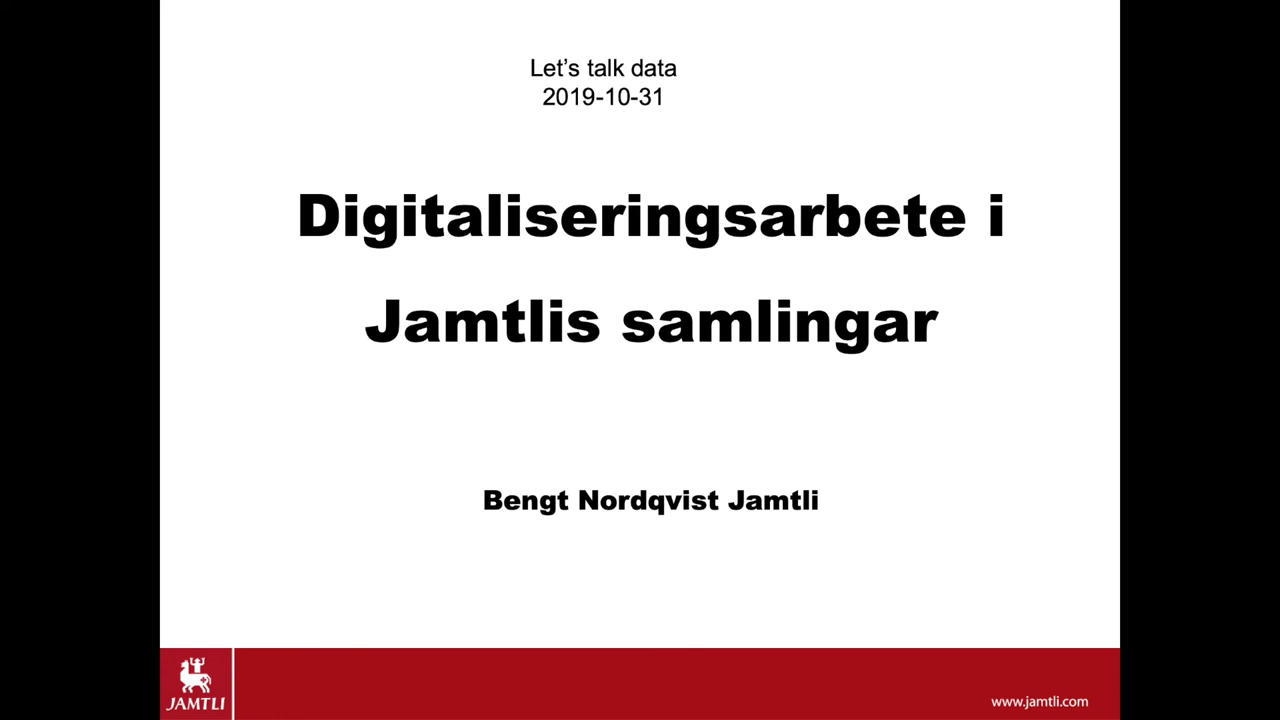 Let's talk data
2019-10-31
Digitaliseringsarbete i
Jamtlis samlingar
Bengt Nordqvist Jamtli
JAMTLI
www.jamtli.com